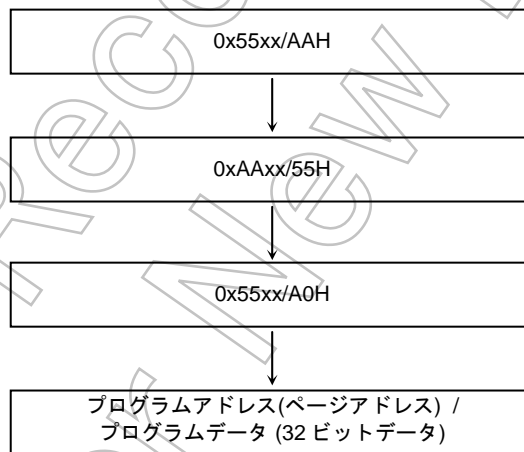 0x55xx/AAH
0xAAxx/55H
0x55xx/A0H
プログラムアドレス(ページアドレス) /
プログラムデータ (32 ビットデータ)